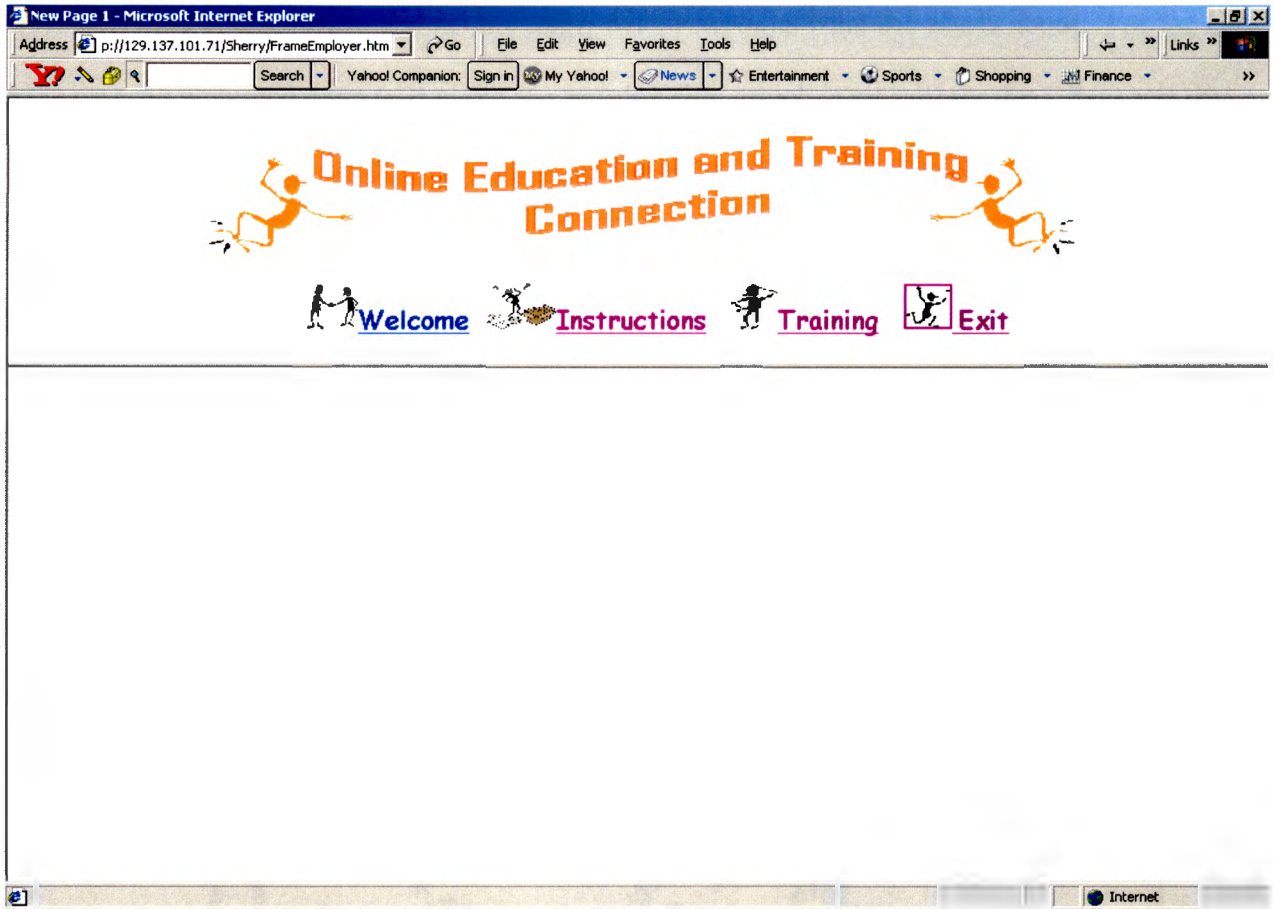 New Page 1 - Microsoft Internet Explorer
Address p://129.137.101.71/Sherry/FrameEmployer.htm Go File Edit View Favorites Tools Help Links »
Y? Search Yahoo! Companion: Sign in My Yahoo! News Entertainment Sports Shopping Finance »
Online Education and Training
Connection
Welcome Instructions Training Exit
Internet